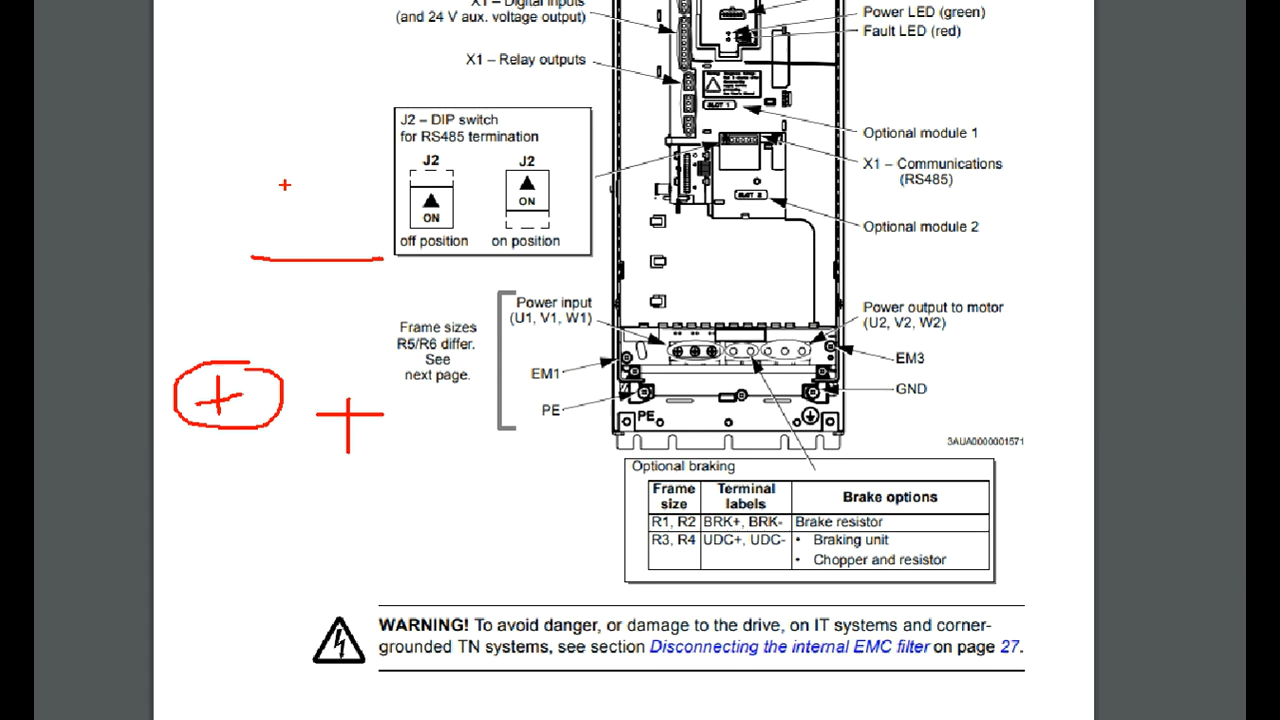 X1 – Digital inputs
(and 24 V aux. voltage output)
X1 – Relay outputs
Power LED (green)
Fault LED (red)
J2 – DIP switch
for RS485 termination
J2
J2
ON
ON
off position
on position
SLOT 1
Optional module 1
X1 – Communications
(RS485)
SLOT 2
Optional module 2
Frame sizes
R5/R6 differ.
See
next page.
Power input
(U1, V1, W1)
Power output to motor
(U2, V2, W2)
EM1
EM3
PE
GND
PE
3AUA0000001571
Optional braking
Frame size Terminal labels Brake options
R1, R2 BRK+, BRK- Brake resistor
R3, R4 UDC+, UDC- • Braking unit
• Chopper and resistor
WARNING! To avoid danger, or damage to the drive, on IT systems and corner-
grounded TN systems, see section Disconnecting the internal EMC filter on page 27.